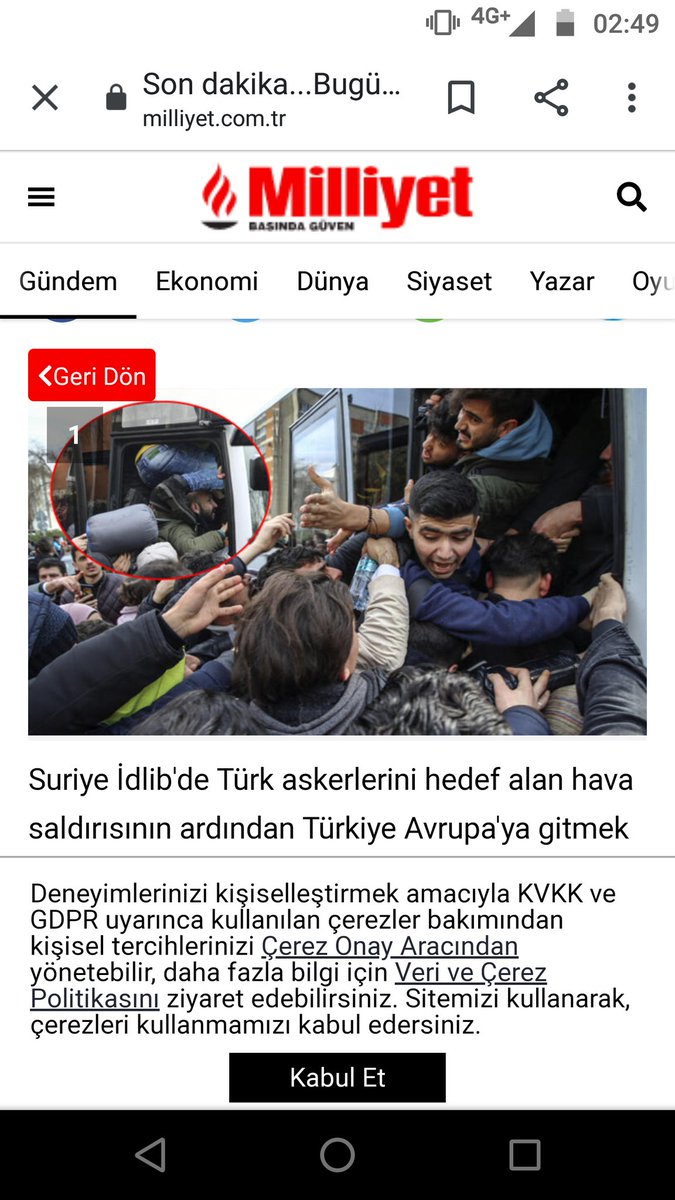 4G+ 02:49
Son dakika...Bugü...
milliyet.com.tr
Milliyet
BASINDA GÜVEN
Gündem Ekonomi Dünya Siyaset Yazar Oyu
Geri Dön
1
Suriye İdlib'de Türk askerlerini hedef alan hava
saldırısının ardından Türkiye Avrupa'ya gitmek
Deneyimlerinizi kişiselleştirmek amacıyla KVKK ve
GDPR uyarınca kullanılan çerezler bakımından
kişisel tercihlerinizi Çerez Onay Aracından
yönetebilir, daha fazla bilgi için Veri ve Çerez
Politikasını ziyaret edebilirsiniz. Sitemizi kullanarak,
çerezleri kullanmamızı kabul edersiniz.
Kabul Et